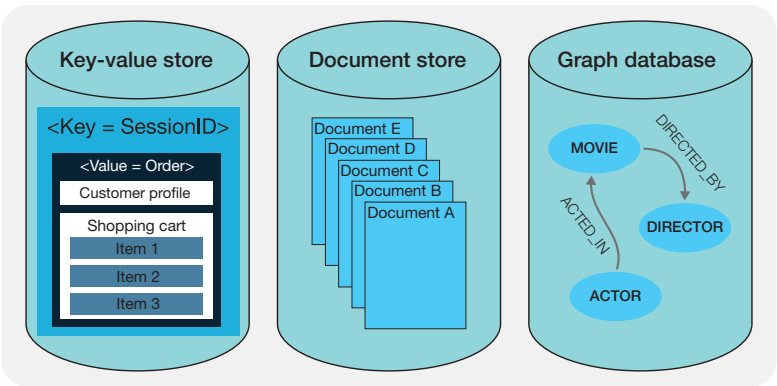 Key-value store
<Key = SessionID>
<Value = Order>
Customer profile
Shopping cart
Item 1
Item 2
Item 3
Document store
Document E
Document D
Document C
Document B
Document A
Graph database
MOVIE
DIRECTED_BY
DIRECTOR
ACTED_IN
ACTOR